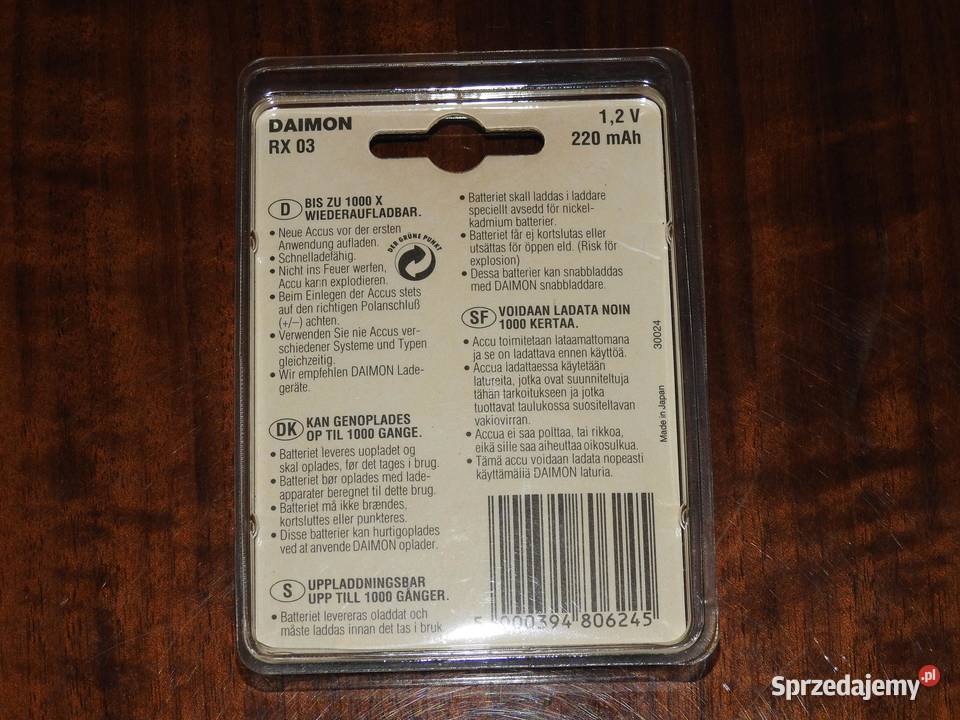 DAIMON
RX 03
1,2 V
220 mAh
D
BIS ZU 1000 X
WIEDERAUFLADBAR.
• Neue Accus vor der ersten
Anwendung aufladen.
• Schnelladefähig.
• Nicht ins Feuer werfen,
Accu kann explodieren.
• Beim Einlegen der Accus stets
auf den richtigen Polanschluß
(+/–) achten.
• Verwenden Sie nie Accus ver-
schiedener Systeme und Typen
gleichzeitig.
• Wir empfehlen DAIMON Lade-
geräte.
DER GRÜNE PUNKT
DK
KAN GENOPLADES
OP TIL 1000 GANGE.
• Batteriet leveres uopladet og
skal oplades, før det tages i brug.
• Batteriet bør oplades med lade-
apparater beregnet til dette brug.
• Batteriet må ikke brændes,
kortsluttes eller punkteres.
• Disse batterier kan hurtigoplades
ved at anvende DAIMON oplader.
S
UPPLADDNINGSBAR
UPP TILL 1000 GÅNGER.
• Batteriet levereras oladdat och
måste laddas innan det tas i bruk.
• Batteriet skall laddas i laddare
speciellt avsedd för nickel-
kadmium batterier.
• Batteriet får ej kortslutas eller
utsättas för öppen eld. (Risk för
explosion)
• Dessa batterier kan snabbladdas
med DAIMON snabbladdare.
SF
VOIDAAN LADATA NOIN
1000 KERTAA.
• Accu toimitetaan lataamattomana
ja se on ladattava ennen käyttöä.
• Accua ladattaessa käytetään
latureita, jotka ovat suunniteltuja
tähän tarkoitukseen ja jotka
tuottavat taulukossa suositeltavan
vakiovirran.
• Accua ei saa polttaa, tai rikkoa,
eikä sille saa aiheuttaa oikosulkua.
• Tämä accu voidaan ladata nopeasti
käyttämällä DAIMON laturia.
30024
Made in Japan
5 000394 806245
Sprzedajemy.pl